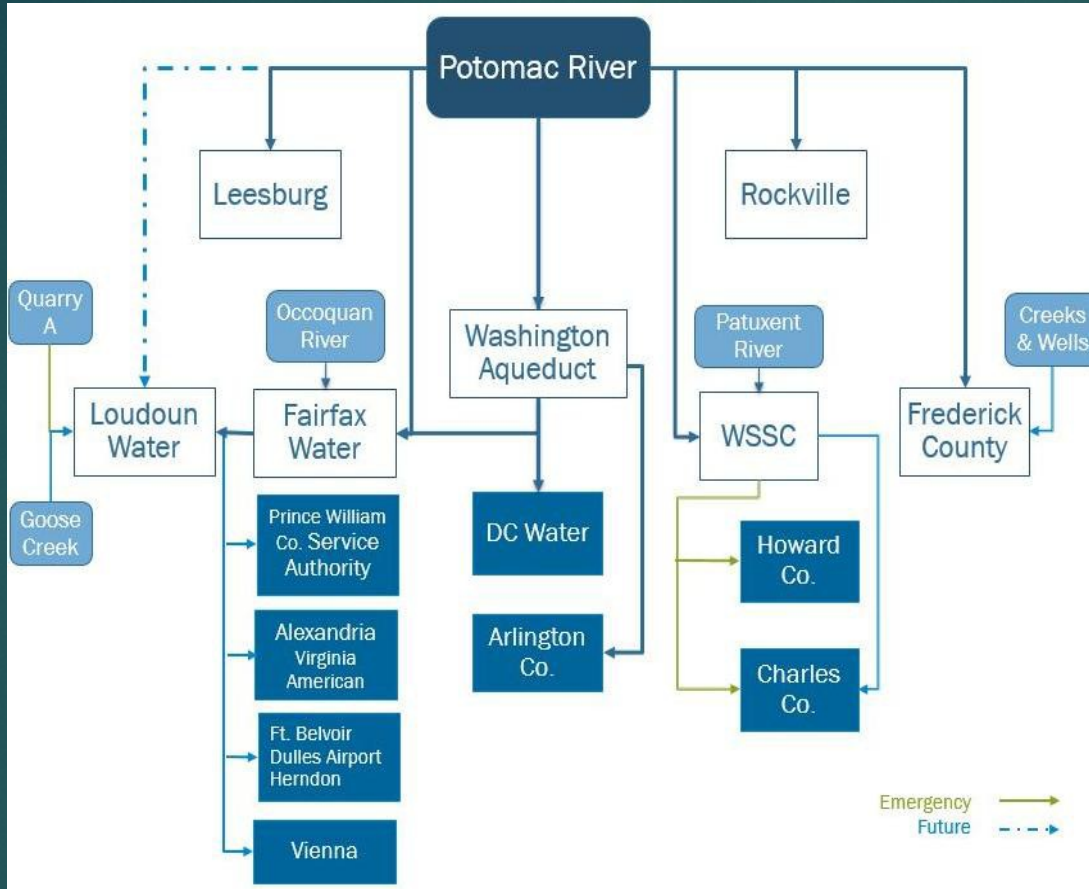 Potomac River
Leesburg
Rockville
Quarry
A
Occoquan
River
Washington
Aqueduct
Patuxent
River
Creeks
& Wells
Loudoun
Water
Fairfax
Water
WSSC
Frederick
County
Goose
Creek
Prince William
Co. Service
Authority
DC Water
Howard
Co.
Alexandria
Virginia
American
Arlington
Co.
Charles
Co.
Ft. Belvoir
Dulles Airport
Herndon
Vienna
Emergency
Future